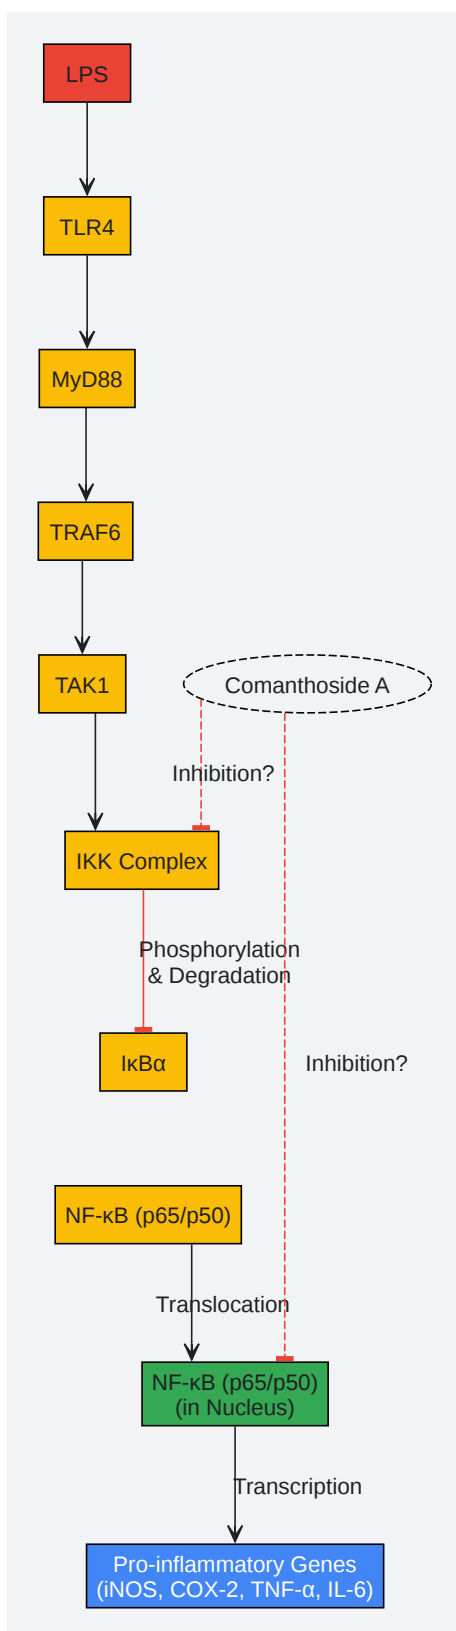 LPS
TLR4
MyD88
TRAF6
TAK1
Comanthoside A
Inhibition?
IKK Complex
Phosphorylation
& Degradation
IκBα
Inhibition?
NF-κB (p65/p50)
Translocation
NF-κB (p65/p50)
(in Nucleus)
Transcription
Pro-inflammatory Genes
(iNOS, COX-2, TNF-α, IL-6)